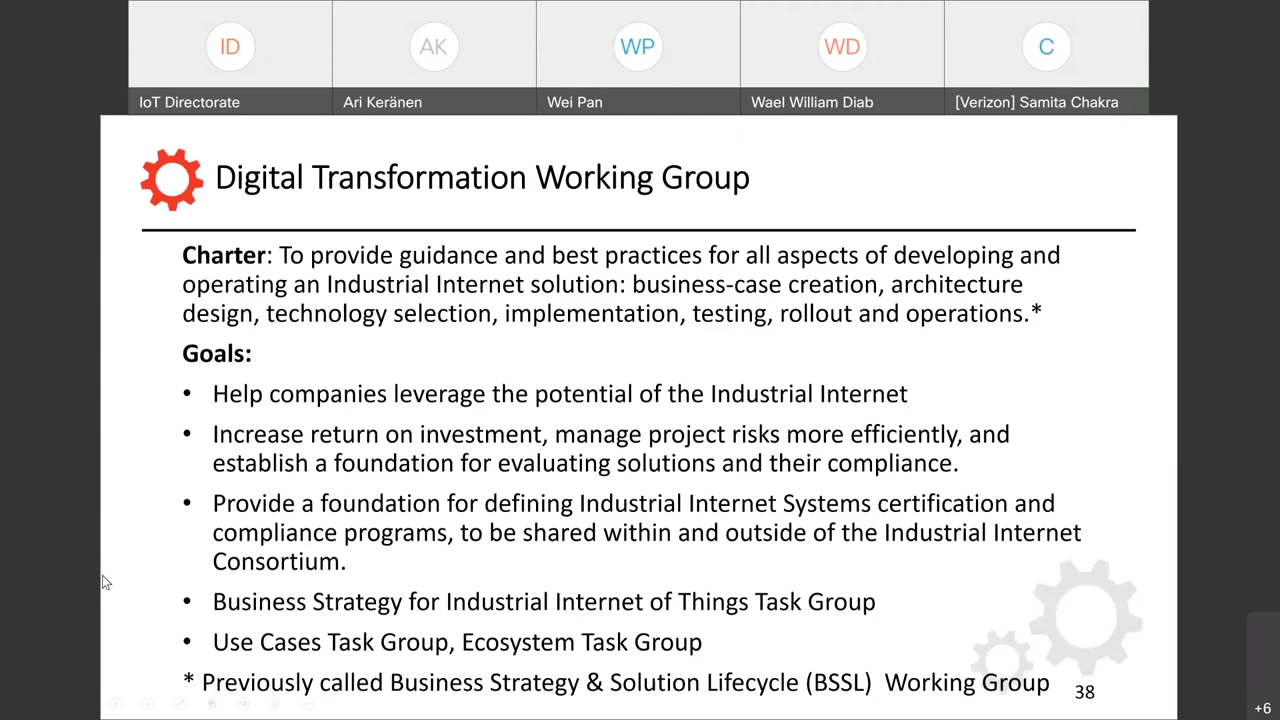 ID
AK
WP
WD
C
IoT Directorate
Ari Keränen
Wei Pan
Wael William Diab
[Verizon] Samita Chakra
Digital Transformation Working Group
Charter: To provide guidance and best practices for all aspects of developing and
operating an Industrial Internet solution: business-case creation, architecture
design, technology selection, implementation, testing, rollout and operations.*
Goals:
• Help companies leverage the potential of the Industrial Internet
• Increase return on investment, manage project risks more efficiently, and
establish a foundation for evaluating solutions and their compliance.
• Provide a foundation for defining Industrial Internet Systems certification and
compliance programs, to be shared within and outside of the Industrial Internet
Consortium.
• Business Strategy for Industrial Internet of Things Task Group
• Use Cases Task Group, Ecosystem Task Group
* Previously called Business Strategy & Solution Lifecycle (BSSL) Working Group
38
+6